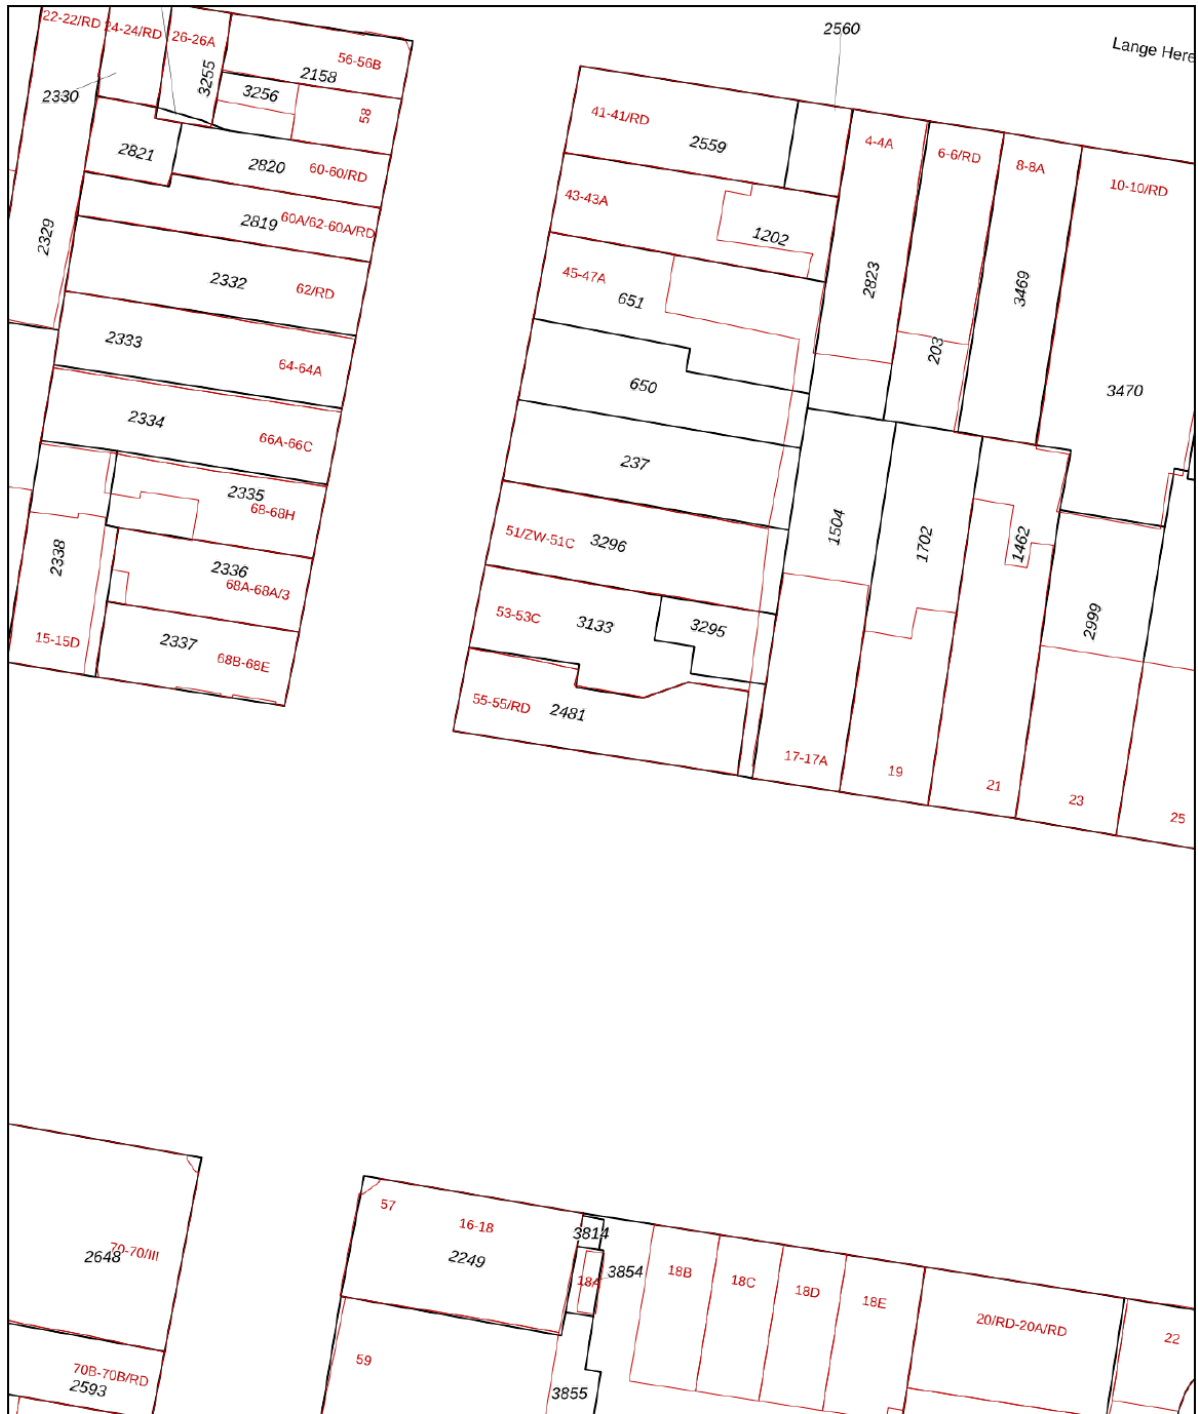 22-22/RD
24-24/RD
26-26A
56-56B
2560
Lange Here
2330
3255
2158
3256
58
41-41/RD
2559
4-4A
6-6/RD
8-8A
10-10/RD
2821
2820
60-60/RD
43-43A
1202
2329
2819
60A/62-60A/RD
2332
62/RD
45-47A
651
2823
203
3469
3470
2333
64-64A
650
2334
66A-66C
237
2335
68-68H
51/ZW-51C
3296
1504
1702
1462
2338
2336
68A-68A/3
53-53C
3133
3295
2999
15-15D
2337
68B-68E
55-55/RD
2481
17-17A
19
21
23
25
57
16-18
3814
2648
70-70/III
2249
18A
3854
18B
18C
18D
18E
20/RD-20A/RD
22
59
70B-70B/RD
2593
3855